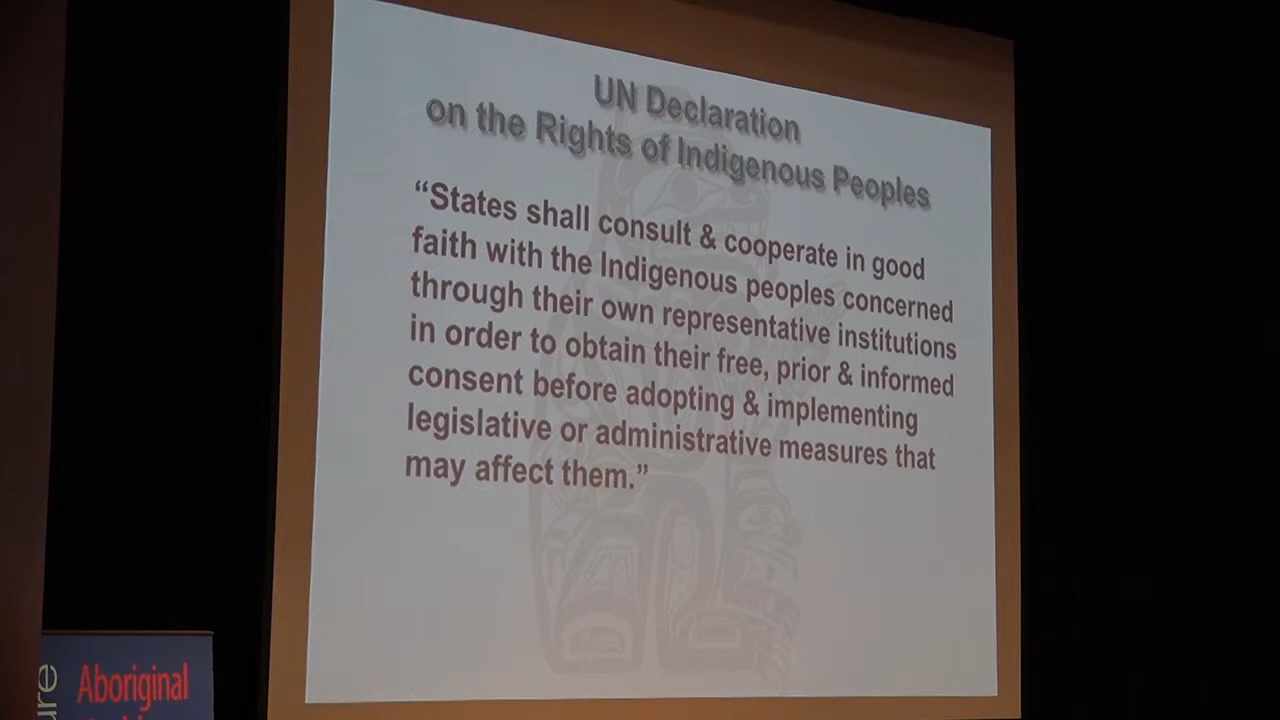 UN Declaration
on the Rights of Indigenous Peoples
“States shall consult & cooperate in good
faith with the Indigenous peoples concerned
through their own representative institutions
in order to obtain their free, prior & informed
consent before adopting & implementing
legislative or administrative measures that
may affect them.”
Aboriginal